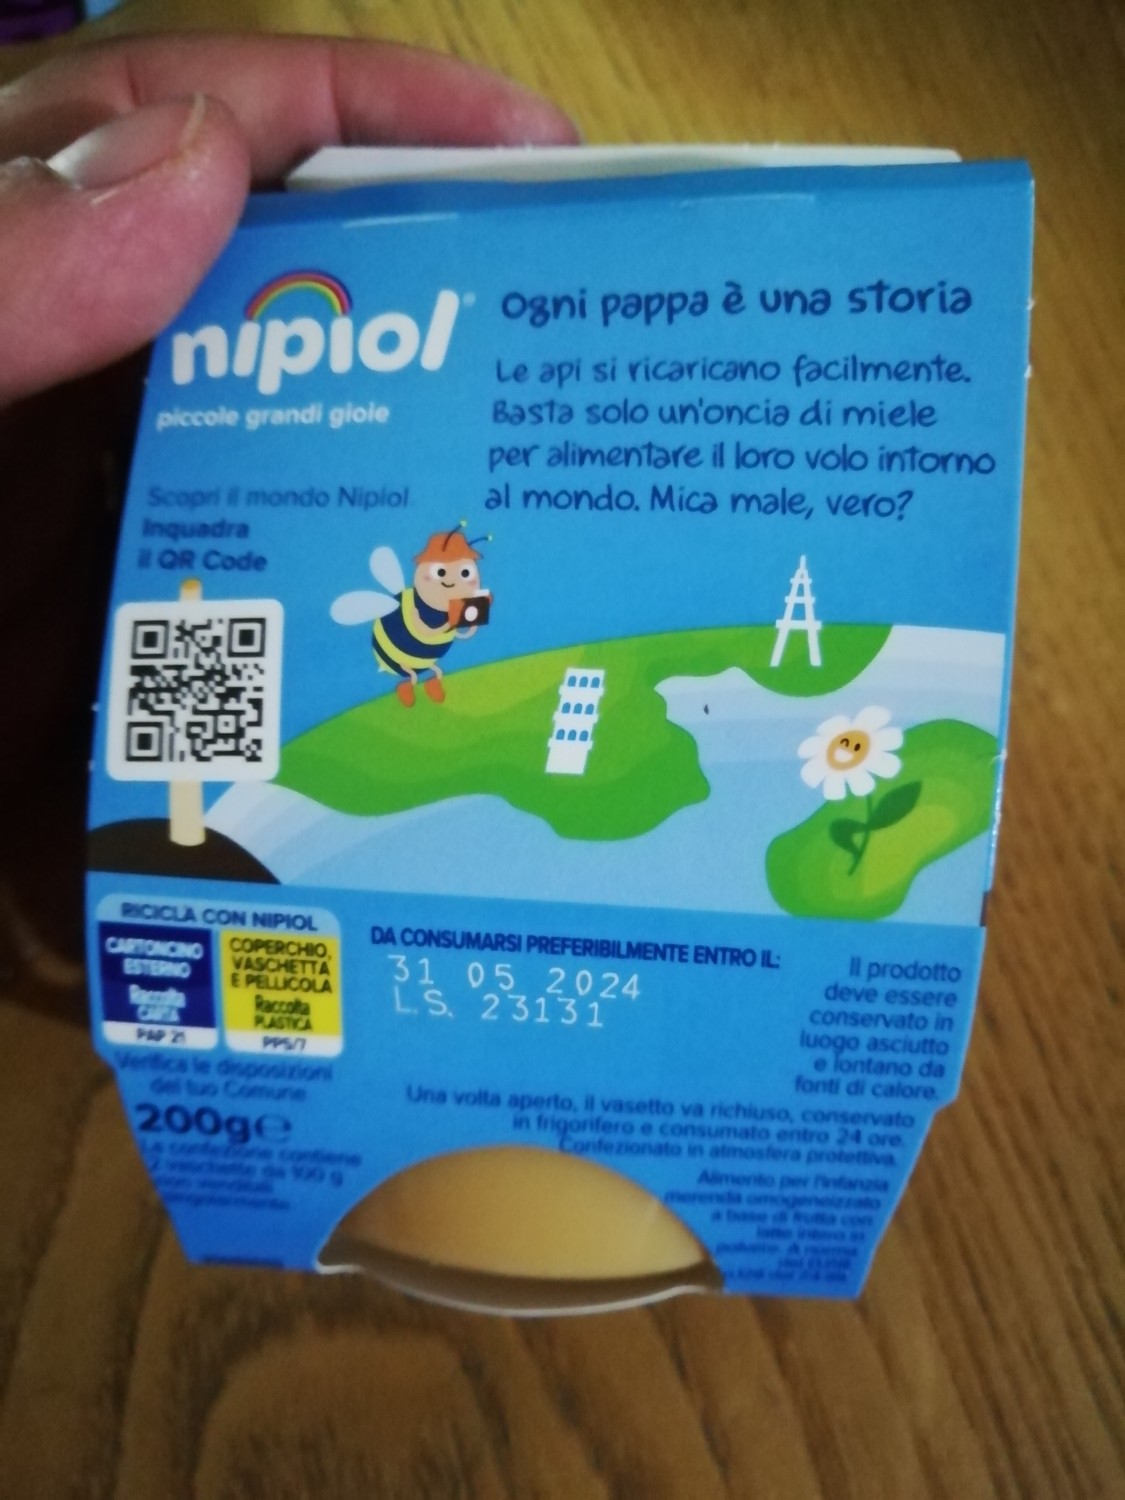 nipiol®
piccole grandi gioie
Ogni pappa è una storia
Le api si ricaricano facilmente.
Basta solo un'oncia di miele
per alimentare il loro volo intorno
al mondo. Mica male, vero?
Scopri il mondo Nipiol.
Inquadra
il QR Code
RICICLA CON NIPIOL
CARTONCINO
ESTERNO
Raccolta
CARTA
PAP 21
COPERCHIO,
VASCHETTA
E PELLICOLA
Raccolta
PLASTICA
PP5/7
Verifica le disposizioni
del tuo Comune
200g℮
La confezione contiene
2 vaschette da 100 g
non vendibili
singolarmente.
DA CONSUMARSI PREFERIBILMENTE ENTRO IL:
31 05 2024
L.S. 23131
Il prodotto
deve essere
conservato in
luogo asciutto
e lontano da
fonti di calore.
Una volta aperto, il vasetto va richiuso, conservato
in frigorifero e consumato entro 24 ore.
Confezionato in atmosfera protettiva.
Alimento per l'infanzia
merenda omogeneizzato
a base di frutta con
latte intero in
polvere. A norma